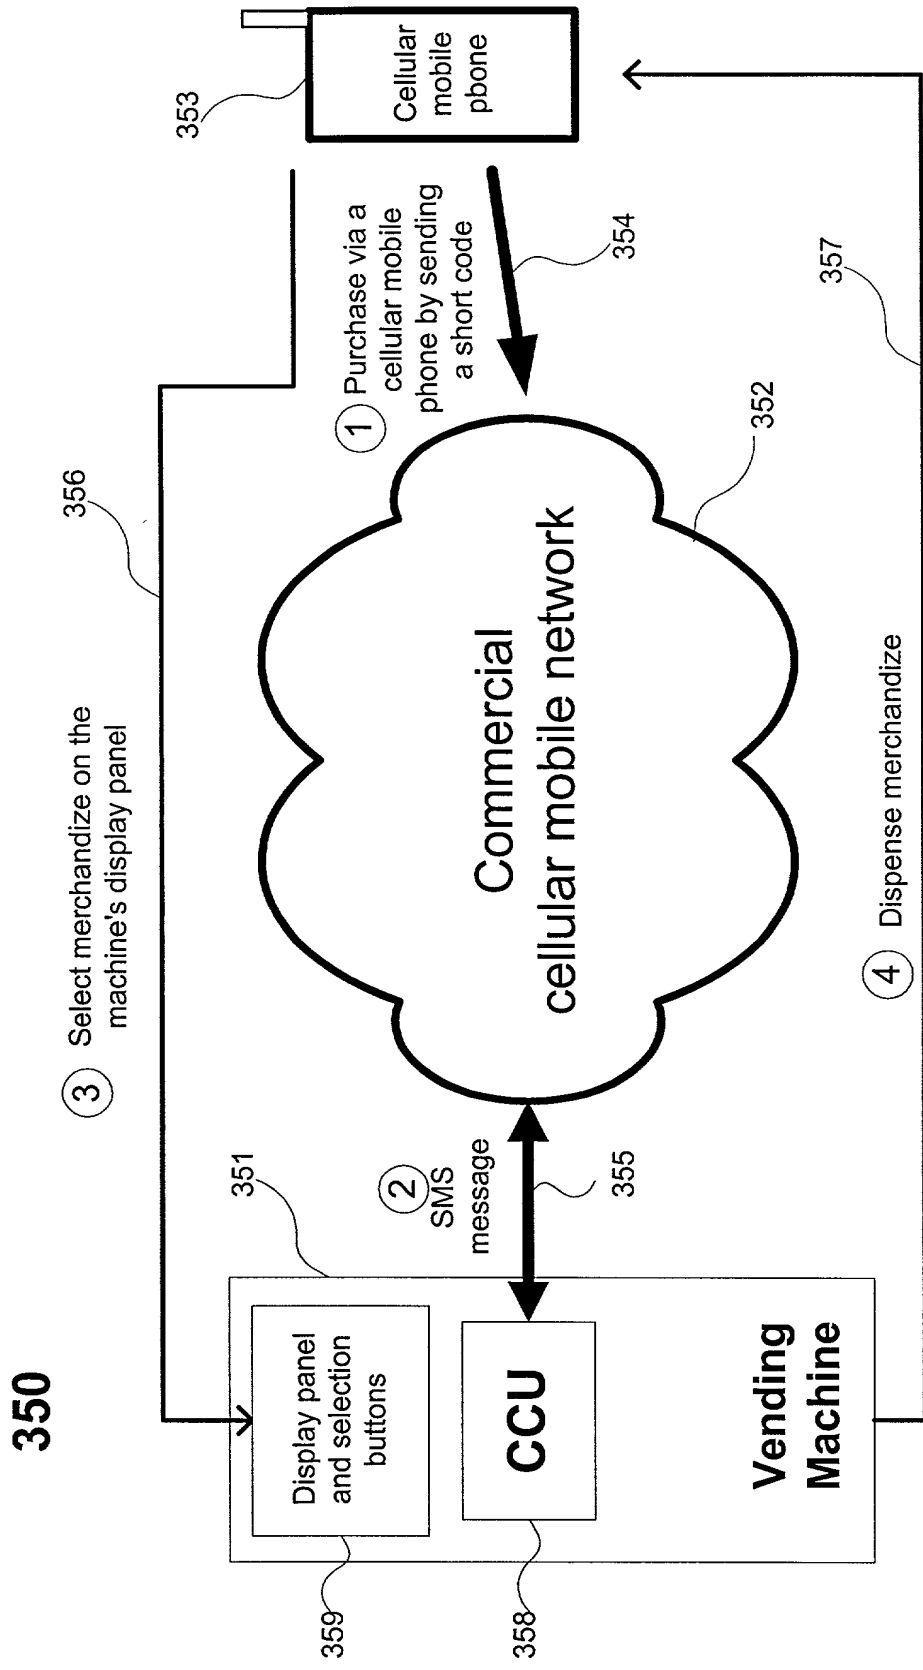 350
3
Select merchandize on the
machine's display panel
356
353
Cellular
mobile
pbone
1
Purchase via a
cellular mobile
phone by sending
a short code
354
351
2
SMS
message
355
Commercial
cellular mobile network
352
Display panel
and selection
buttons
359
CCU
358
Vending
Machine
4
Dispense merchandize
357